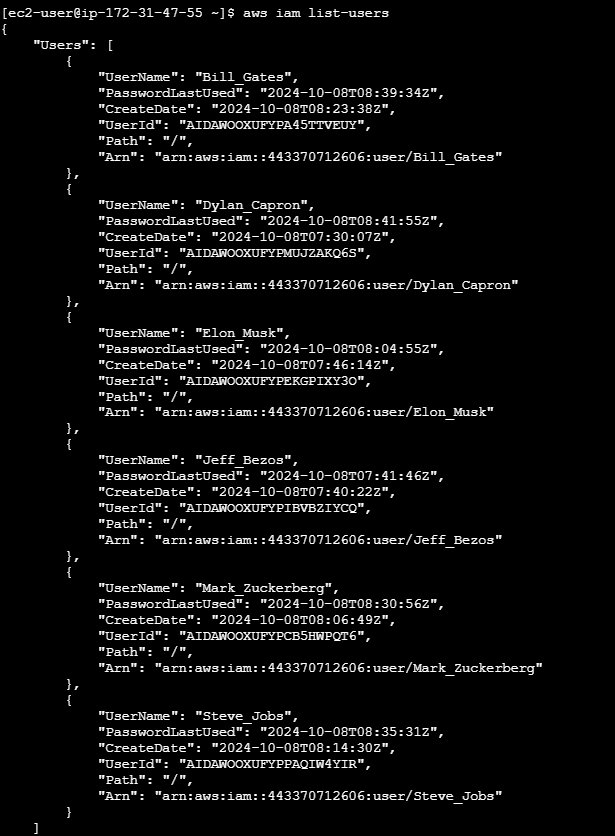 [ec2-user@ip-172-31-47-55 ~]$ aws iam list-users
{
    "Users": [
        {
            "UserName": "Bill_Gates",
            "PasswordLastUsed": "2024-10-08T08:39:34Z",
            "CreateDate": "2024-10-08T08:23:38Z",
            "UserId": "AIDAWOOXUFYPA45TTVEUY",
            "Path": "/",
            "Arn": "arn:aws:iam::443370712606:user/Bill_Gates"
        },
        {
            "UserName": "Dylan_Capron",
            "PasswordLastUsed": "2024-10-08T08:41:55Z",
            "CreateDate": "2024-10-08T07:30:07Z",
            "UserId": "AIDAWOOXUFYPMUJZAKQ6S",
            "Path": "/",
            "Arn": "arn:aws:iam::443370712606:user/Dylan_Capron"
        },
        {
            "UserName": "Elon_Musk",
            "PasswordLastUsed": "2024-10-08T08:04:55Z",
            "CreateDate": "2024-10-08T07:46:14Z",
            "UserId": "AIDAWOOXUFYPEKGPIXY3O",
            "Path": "/",
            "Arn": "arn:aws:iam::443370712606:user/Elon_Musk"
        },
        {
            "UserName": "Jeff_Bezos",
            "PasswordLastUsed": "2024-10-08T07:41:46Z",
            "CreateDate": "2024-10-08T07:40:22Z",
            "UserId": "AIDAWOOXUFYPIBVBZIYCQ",
            "Path": "/",
            "Arn": "arn:aws:iam::443370712606:user/Jeff_Bezos"
        },
        {
            "UserName": "Mark_Zuckerberg",
            "PasswordLastUsed": "2024-10-08T08:30:56Z",
            "CreateDate": "2024-10-08T08:06:49Z",
            "UserId": "AIDAWOOXUFYPCB5HWPQT6",
            "Path": "/",
            "Arn": "arn:aws:iam::443370712606:user/Mark_Zuckerberg"
        },
        {
            "UserName": "Steve_Jobs",
            "PasswordLastUsed": "2024-10-08T08:35:31Z",
            "CreateDate": "2024-10-08T08:14:30Z",
            "UserId": "AIDAWOOXUFYPPAQIW4YIR",
            "Path": "/",
            "Arn": "arn:aws:iam::443370712606:user/Steve_Jobs"
        }
    ]